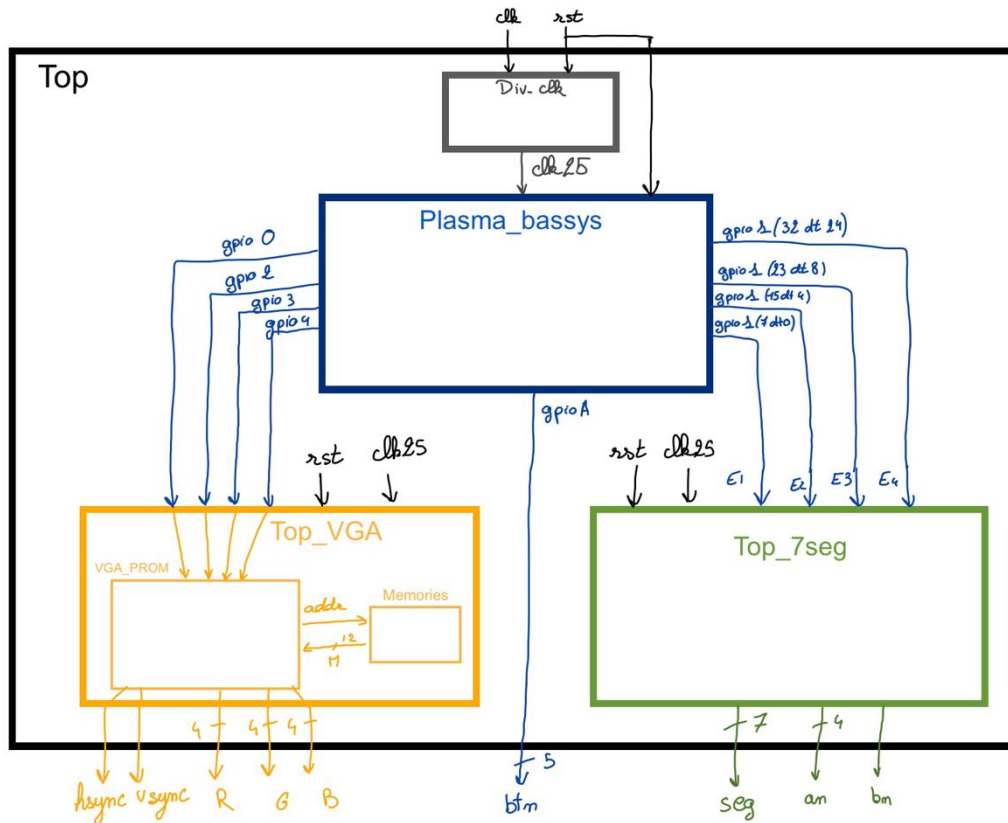 clk rst
Top
Div-clk
clk25
Plasma_bassys
gpio 0
gpio 2
gpio 3
gpio 4
gpio 1 (32 dt 24)
gpio 1 (23 dt 8)
gpio 1 (15 dt 4)
gpio 1 (7 dt 0)
gpio A
rst clk25
rst clk25
E1 E2 E3 E4
Top_VGA
Top_7seg
VGA_PROM
Memories
addr
12
M
4 4 4
5
7 4
hsync vsync R G B
btn
seg an bm